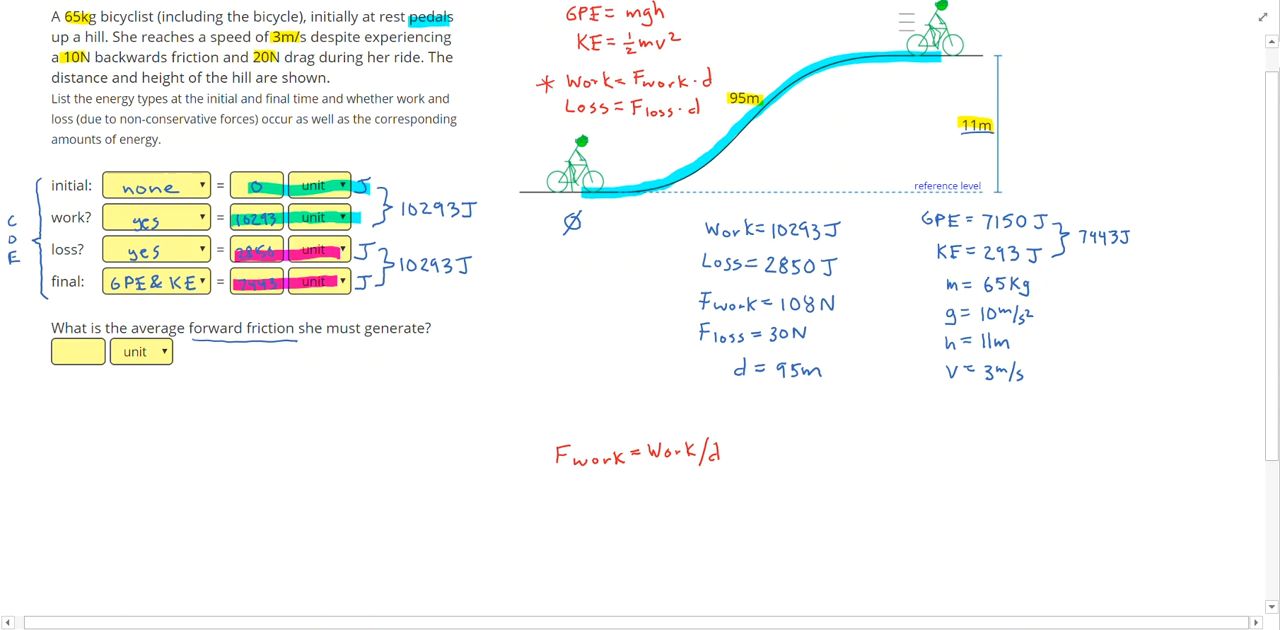 A 65kg bicyclist (including the bicycle), initially at rest pedals
up a hill. She reaches a speed of 3m/s despite experiencing
a 10N backwards friction and 20N drag during her ride. The
distance and height of the hill are shown.
List the energy types at the initial and final time and whether work and
loss (due to non-conservative forces) occur as well as the corresponding
amounts of energy.
initial: none = 0 unit J
work? yes = 10293 unit
} 10293J
loss? yes = 2850 unit J
final: GPE & KE = 7443 unit J
} 10293J
C
O
E
What is the average forward friction she must generate?
unit
GPE = mgh
KE = ½mv²
* Work = Fwork · d
Loss = Floss · d
95m
11m
reference level
Ø
Work = 10293J
Loss = 2850J
Fwork = 108N
Floss = 30N
d = 95m
GPE = 7150J
KE = 293J
} 7443J
m = 65kg
g = 10m/s²
h = 11m
v = 3m/s
Fwork = Work/d